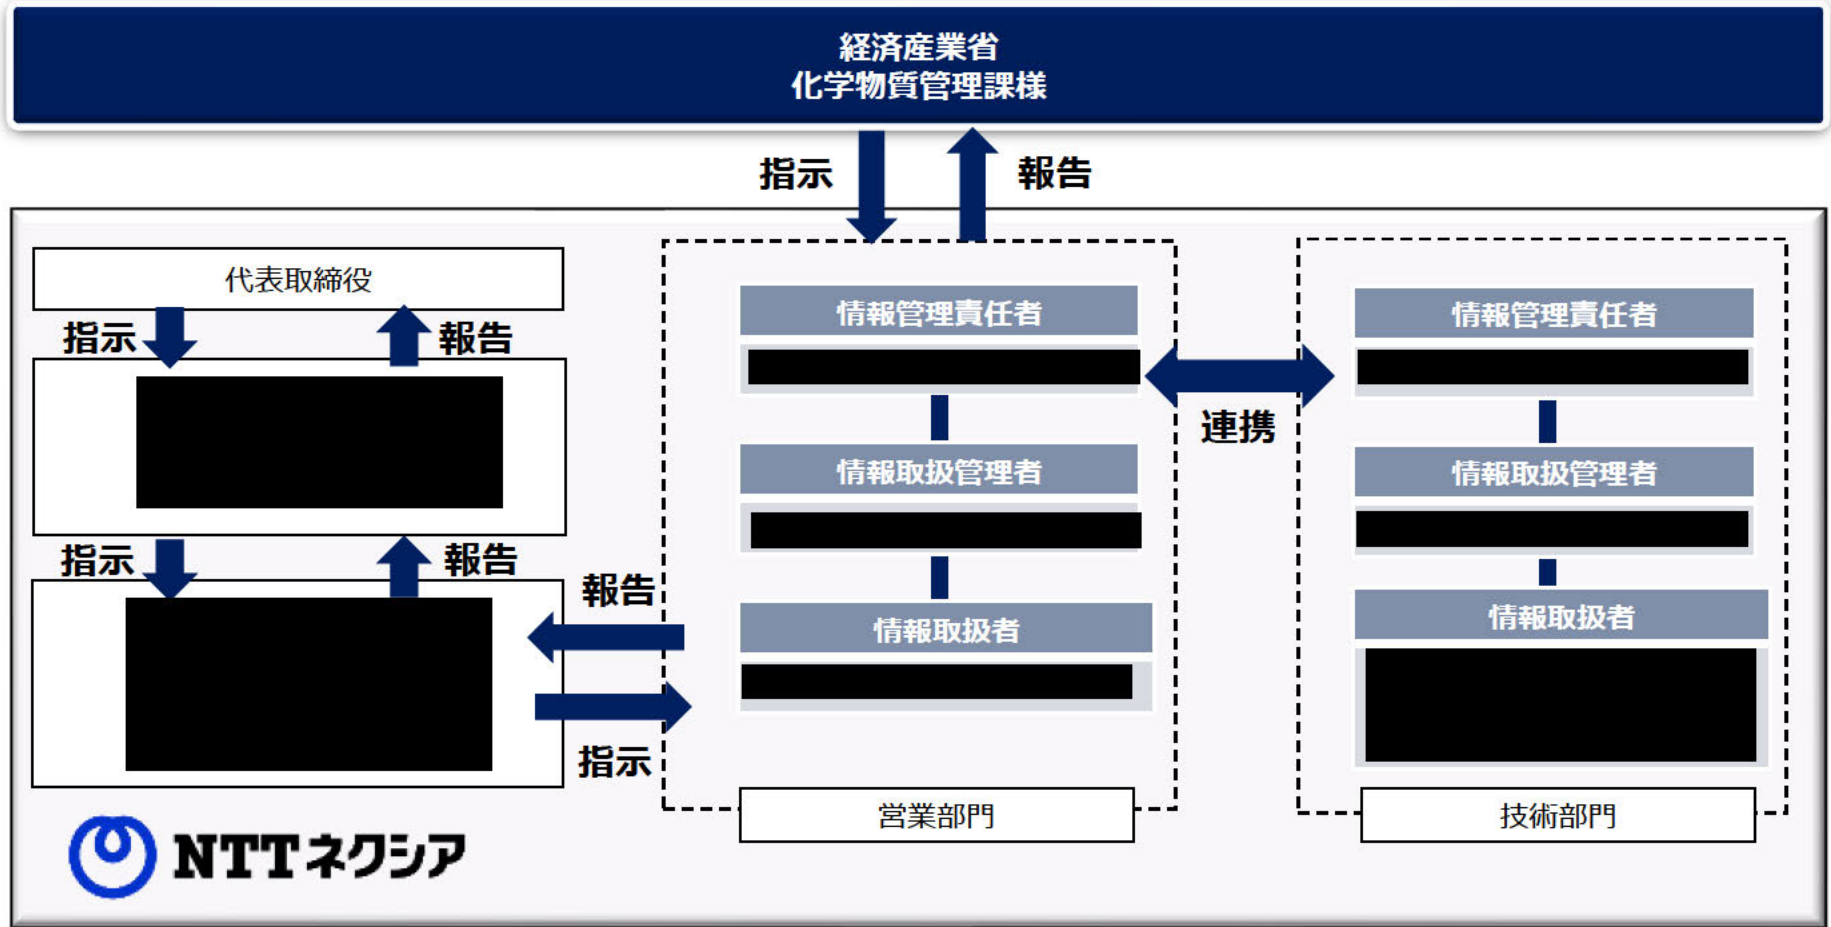 経済産業省
化学物質管理課様
指示
報告
代表取締役
指示
報告
指示
報告
報告
指示
情報管理責任者
情報取扱管理者
情報取扱者
営業部門
連携
情報管理責任者
情報取扱管理者
情報取扱者
技術部門
NTTネクシア